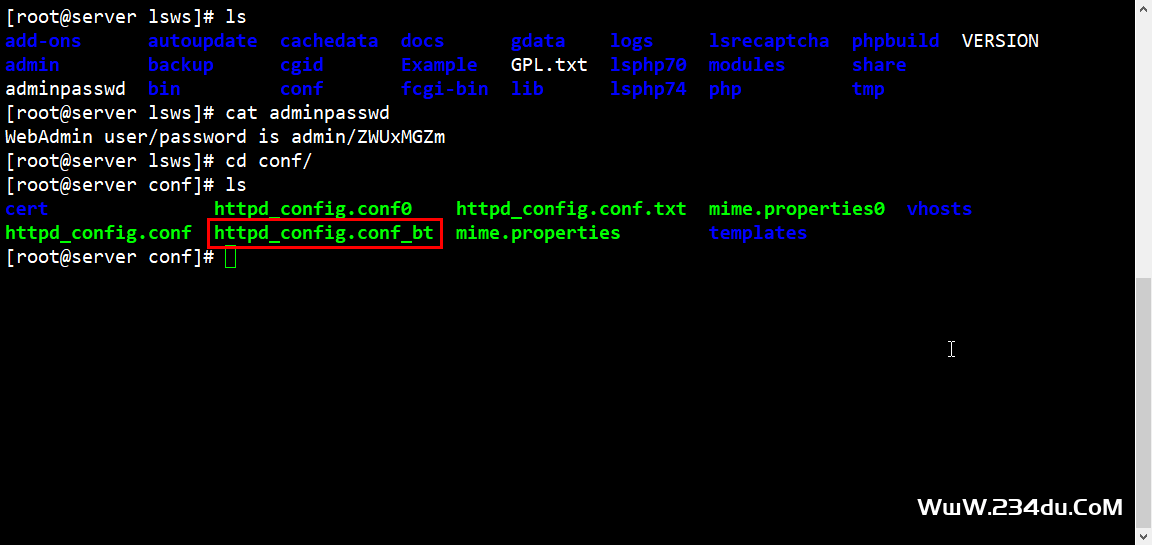 [root@server lsws]# ls
add-ons autoupdate cachedata docs gdata logs lsrecaptcha phpbuild VERSION
admin backup cgid Example GPL.txt lsphp70 modules share
adminpasswd bin conf fcgi-bin lib lsphp74 php tmp
[root@server lsws]# cat adminpasswd
WebAdmin user/password is admin/ZWUxMGZm
[root@server lsws]# cd conf/
[root@server conf]# ls
cert httpd_config.conf0 httpd_config.conf.txt mime.properties0 vhosts
httpd_config.conf httpd_config.conf_bt mime.properties templates
[root@server conf]#
WwW.234du.CoM